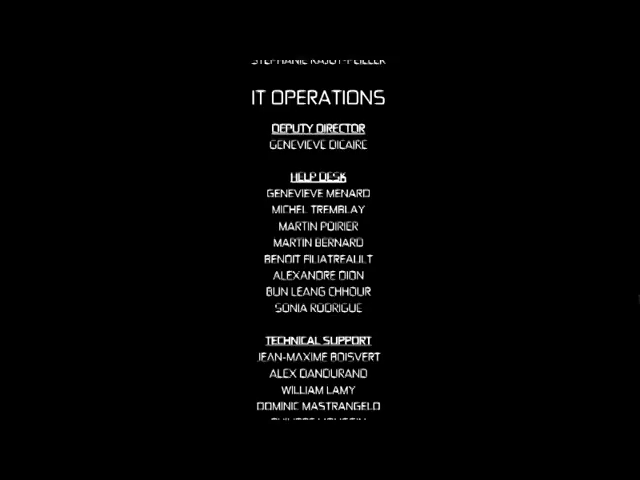 IT OPERATIONS
DEPUTY DIRECTOR
GENEVIEVE DICAIRE
HELP DESK
GENEVIEVE MENARD
MICHEL TREMBLAY
MARTIN POIRIER
MARTIN BERNARD
BENOIT FILIATREAULT
ALEXANDRE DION
BUN LEANG CHHOUR
SONIA RODRIGUE
TECHNICAL SUPPORT
JEAN-MAXIME BOISVERT
ALEX DANDURAND
WILLIAM LAMY
DOMINIC MASTRANGELO